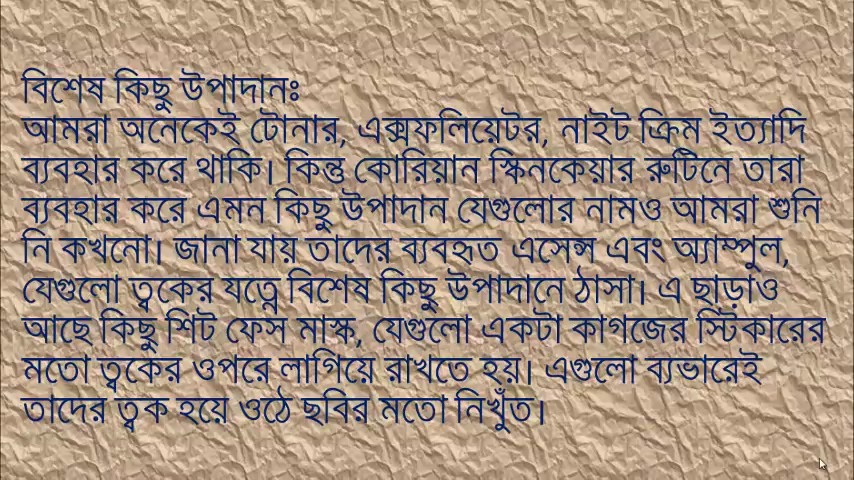 বিশেষ কিছু উপাদানঃ
আমরা অনেকেই টোনার, এক্সফলিয়েটর, নাইট ক্রিম ইত্যাদি
ব্যবহার করে থাকি। কিন্তু কোরিয়ান স্কিনকেয়ার রুটিনে তারা
ব্যবহার করে এমন কিছু উপাদান যেগুলোর নামও আমরা শুনি
নি কখনো। জানা যায় তাদের ব্যবহৃত এসেন্স এবং অ্যাম্পুল,
যেগুলো ত্বকের যত্নে বিশেষ কিছু উপাদানে ঠাসা। এ ছাড়াও
আছে কিছু শিট ফেস মাস্ক, যেগুলো একটা কাগজের স্টিকারের
মতো ত্বকের ওপরে লাগিয়ে রাখতে হয়। এগুলো ব্যভারেই
তাদের ত্বক হয়ে ওঠে ছবির মতো নিখুঁত।